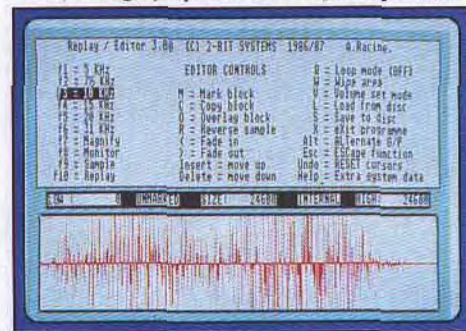 Replay / Editor 3.00 (C) 2-BIT SYSTEMS 1986/87 A.Racine.
f1 = 5 KHz EDITOR CONTROLS Q = Loop mode (OFF)
f2 = 7½ KHz W = Wipe area
f3 = 10 KHz M = Mark block V = Volume set mode
f4 = 15 KHz C = Copy block L = Load from disc
f5 = 20 KHz O = Overlay block S = Save to disc
f6 = 31 KHz R = Reverse sample X = eXit programme
f7 = Magnify ( = Fade in Alt = ALternate G/P
f8 = Monitor ) = Fade out Esc = ESCape function
f9 = Sample Insert = move up Undo = RESET cursors
f10 = Replay Delete = move down Help = Extra system data
LOW : 0 UNMARKED SIZE: 24600 INTERNAL HIGH: 24600